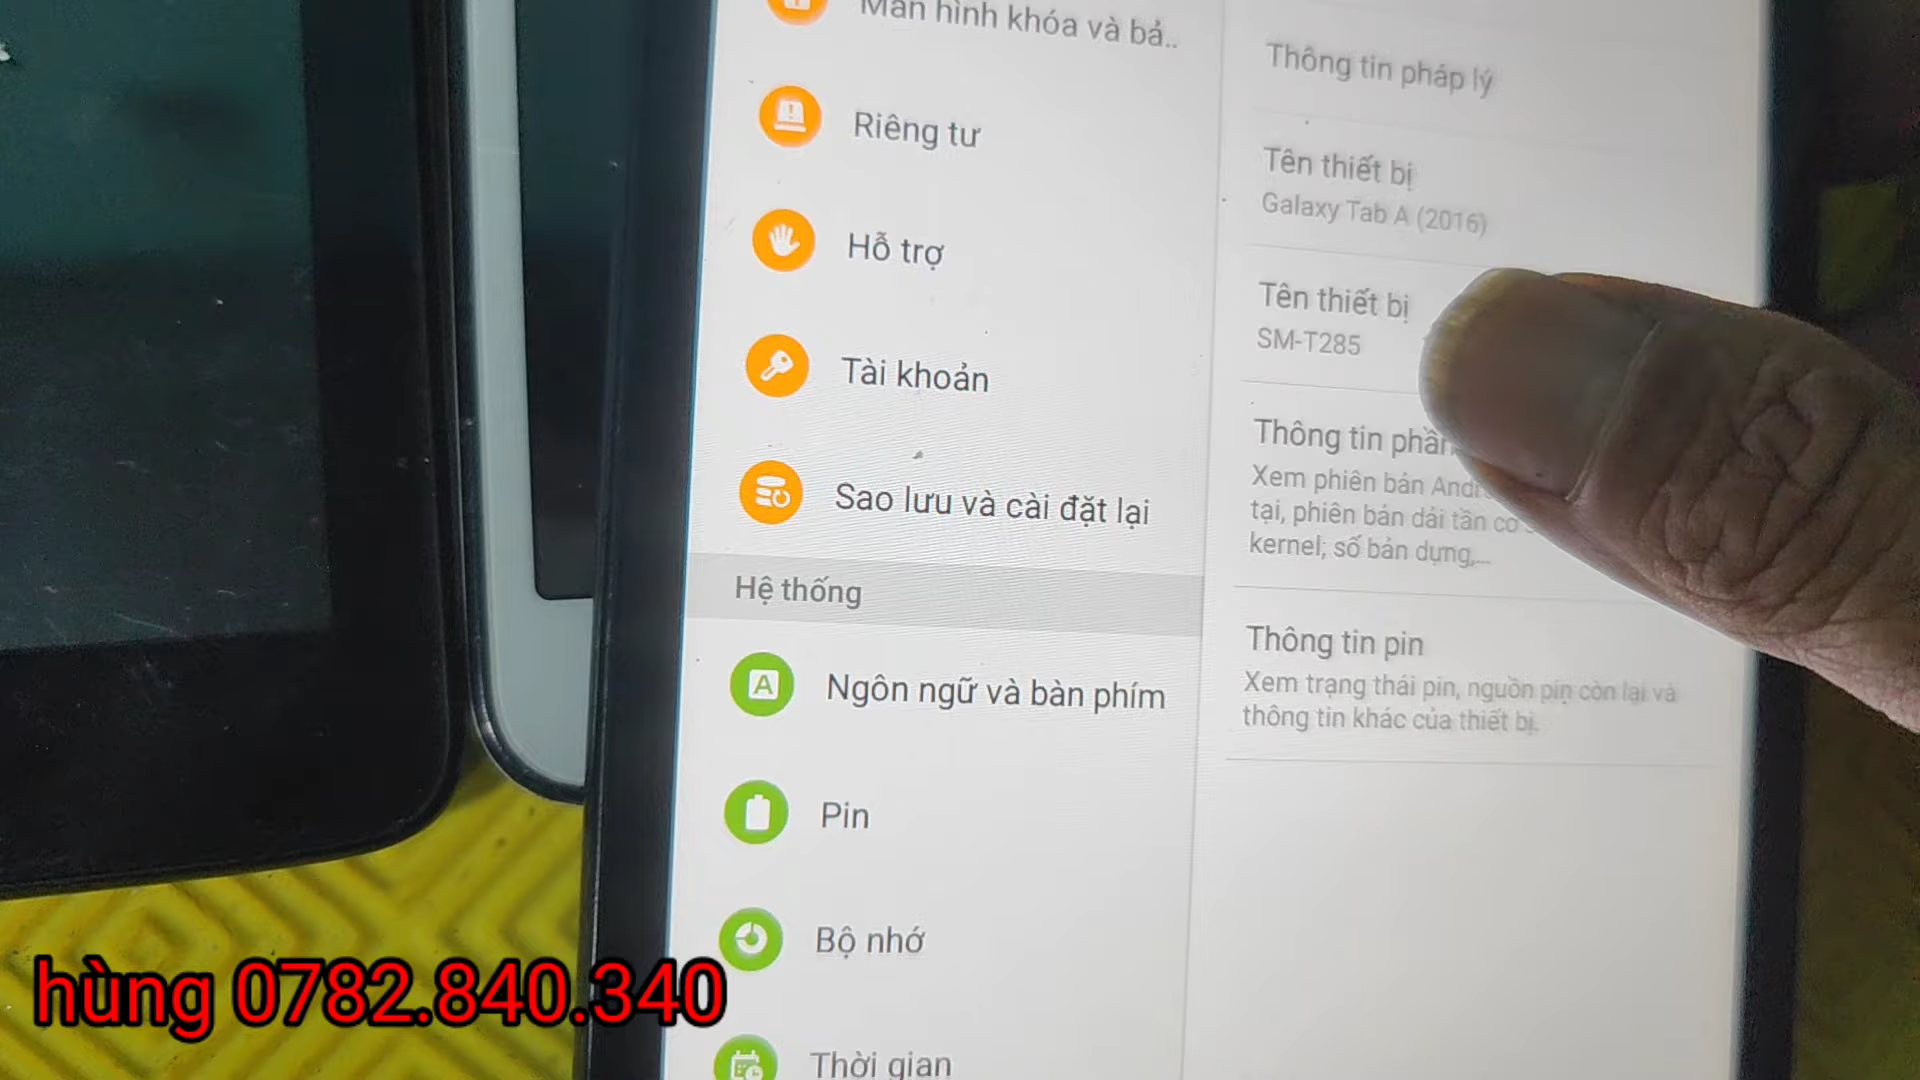 Màn hình khóa và bả..
Riêng tư
Hỗ trợ
Tài khoản
Sao lưu và cài đặt lại
Hệ thống
Ngôn ngữ và bàn phím
Pin
Bộ nhớ
Thời gian
Thông tin pháp lý
Tên thiết bị
Galaxy Tab A (2016)
Tên thiết bị
SM-T285
Thông tin phần
Xem phiên bản
tại, phiên bản dải tần cơ
kernel; số bản dựng,...
Thông tin pin
Xem trạng thái pin, nguồn pin còn lại và
thông tin khác của thiết bị.
hùng 0782.840.340